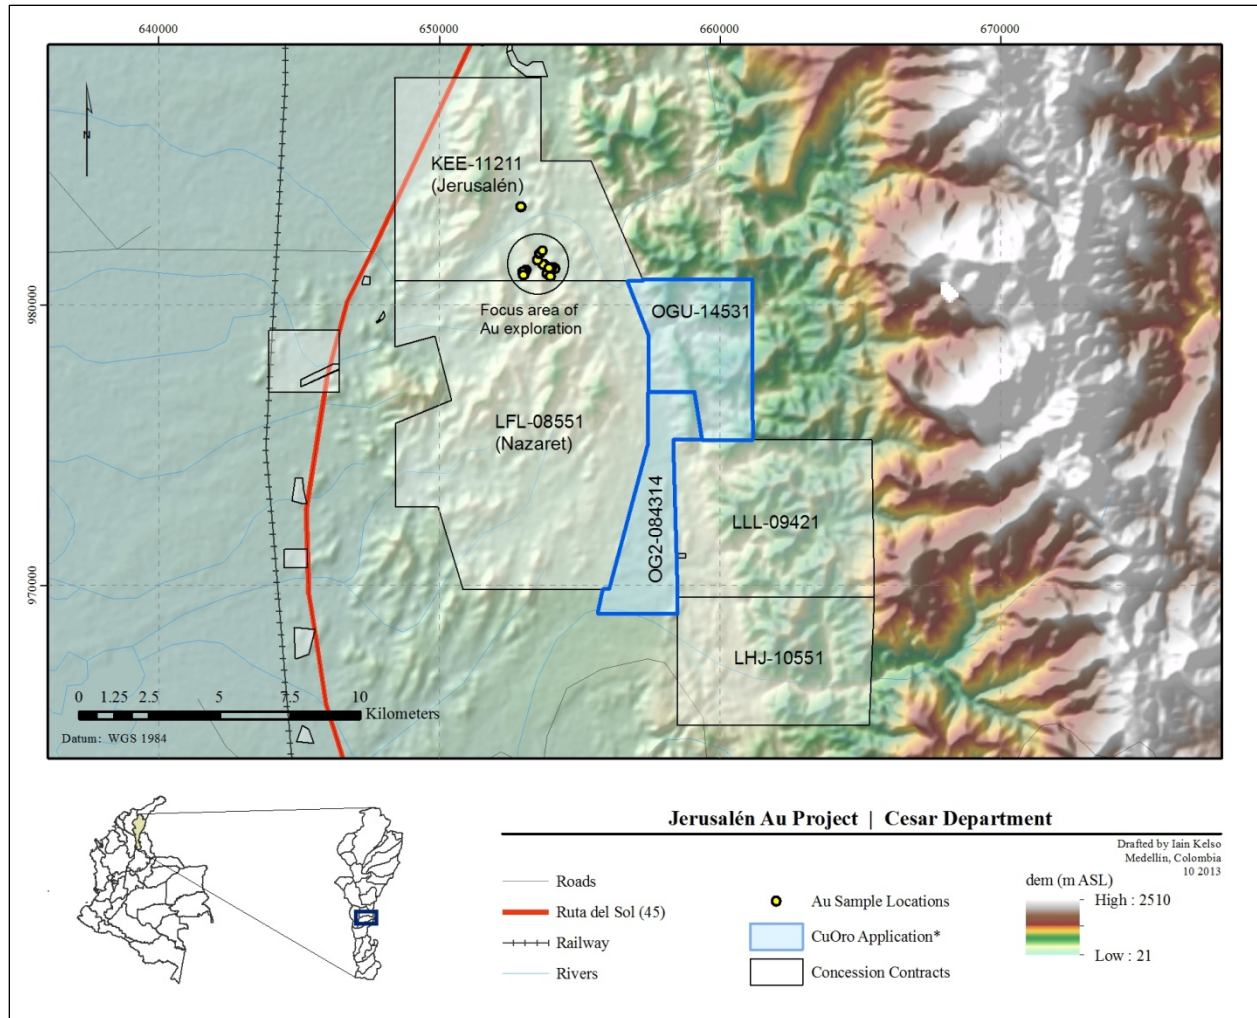 640000
650000
660000
670000
N
KEE-11211
(Jerusalén)
980000
Focus area of
Au exploration
OGU-14531
LFL-08551
(Nazaret)
OG2-084314
LLL-09421
970000
LHJ-10551
0 1.25 2.5 5 7.5 10
Kilometers
Datum: WGS 1984
Jerusalén Au Project | Cesar Department
Drafted by Iain Kelso
Medellín, Colombia
10 2013
Roads
Ruta del Sol (45)
Railway
Rivers
Au Sample Locations
CuOro Application*
Concession Contracts
dem (m ASL)
High : 2510
Low : 21